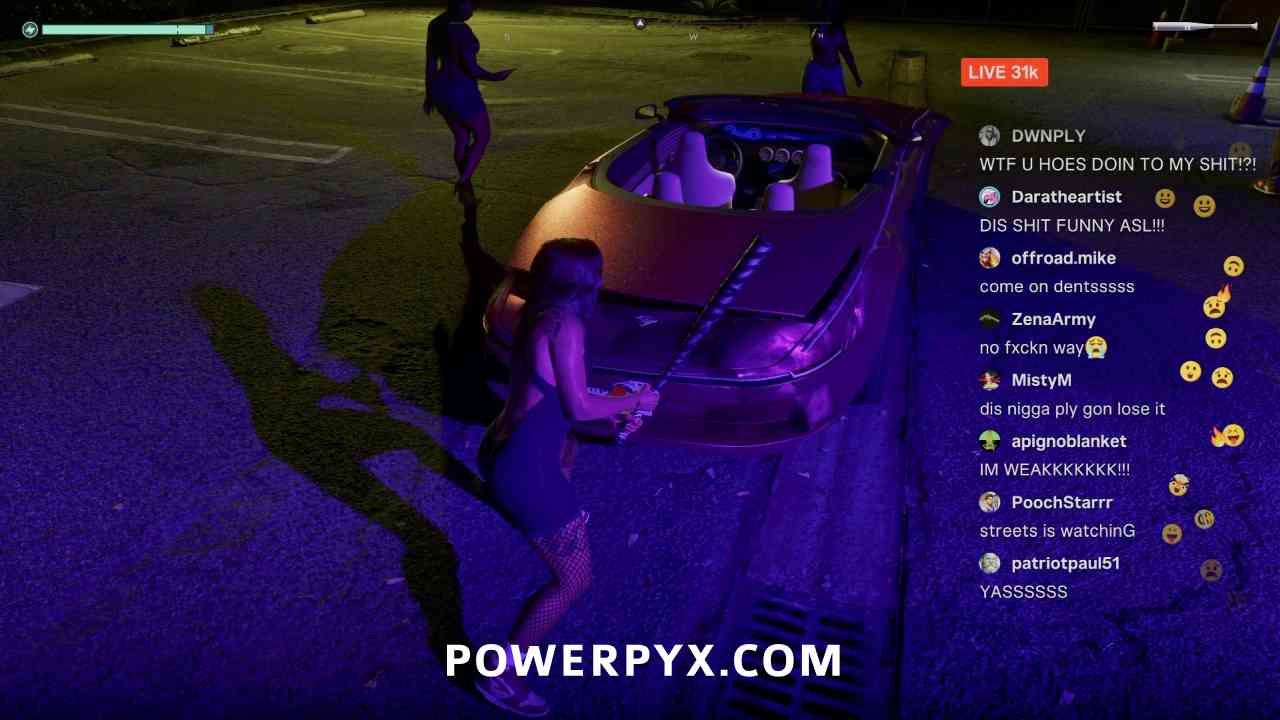 S W N
LIVE 31k
DWNPLY
WTF U HOES DOIN TO MY SHIT!?!
Daratheartist
DIS SHIT FUNNY ASL!!!
offroad.mike
come on dentsssss
ZenaArmy
no fxckn way😭
MistyM
dis nigga ply gon lose it
apignoblanket
IM WEAKKKKKKK!!!
PoochStarrr
streets is watchinG
patriotpaul51
YASSSSSS
POWERPYX.COM